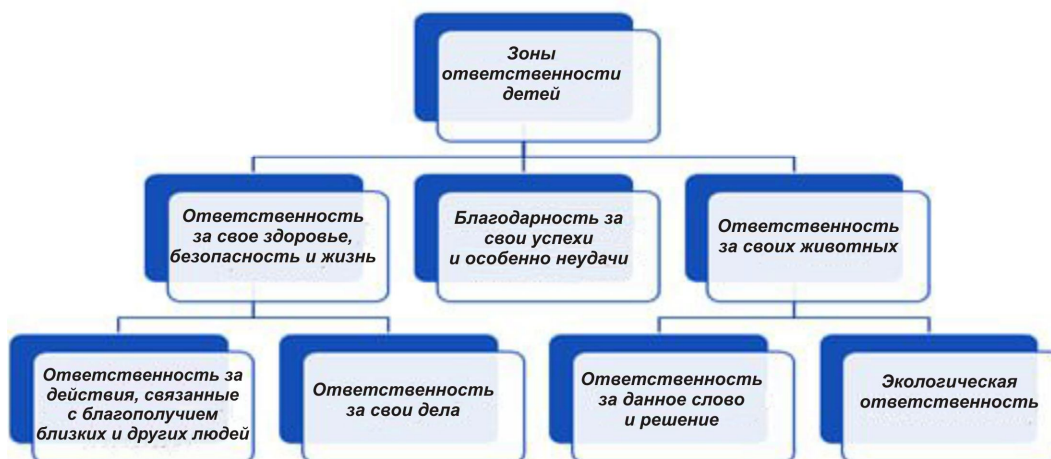 Зоны
ответственности
детей
Ответственность
за свое здоровье,
безопасность и жизнь
Благодарность за
свои успехи
и особенно неудачи
Ответственность
за своих животных
Ответственность за
действия, связанные
с благополучием
близких и других людей
Ответственность
за свои дела
Ответственность
за данное слово
и решение
Экологическая
ответственность